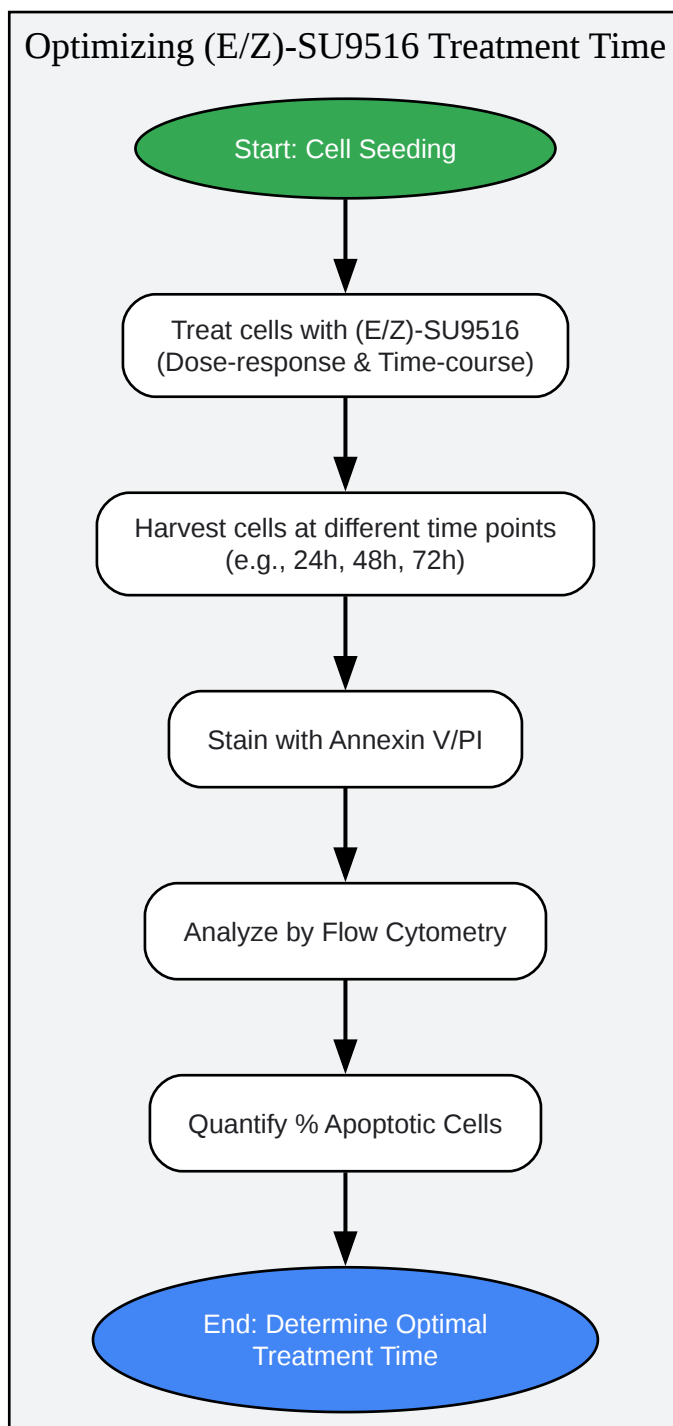 Optimizing (E/Z)-SU9516 Treatment Time
Start: Cell Seeding
Treat cells with (E/Z)-SU9516
(Dose-response & Time-course)
Harvest cells at different time points
(e.g., 24h, 48h, 72h)
Stain with Annexin V/PI
Analyze by Flow Cytometry
Quantify % Apoptotic Cells
End: Determine Optimal
Treatment Time